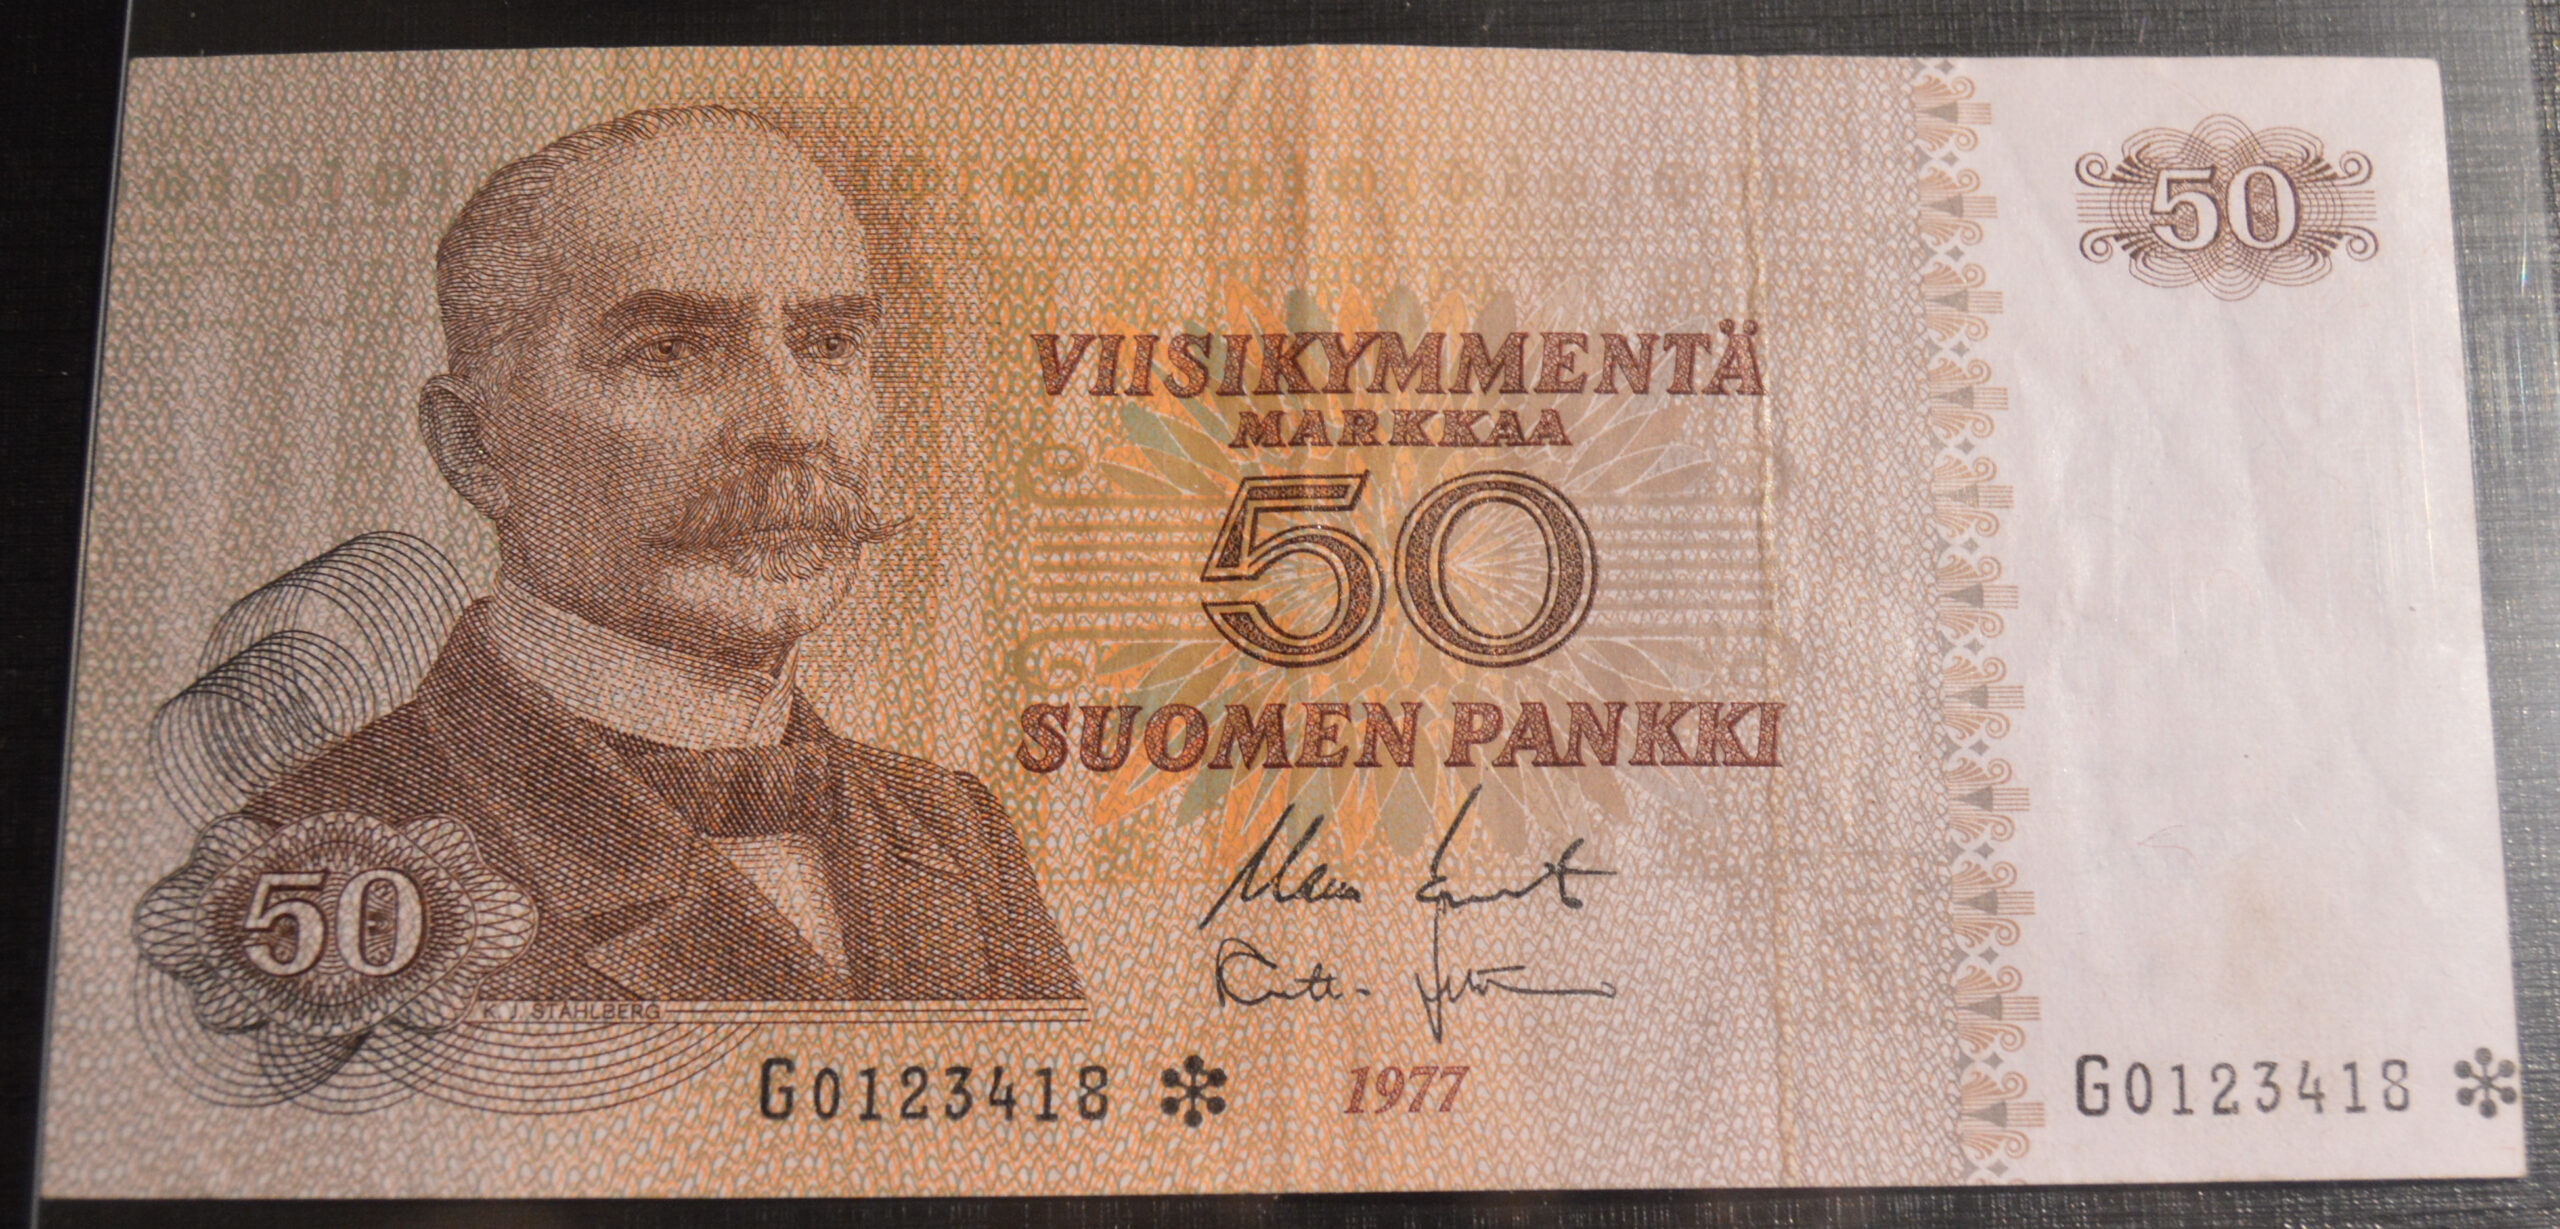 50
VIISIKYMMENTÄ
MARKKAA
50
SUOMEN PANKKI
50
K. J. STÅHLBERG
G0123418 *
1977
G0123418 *